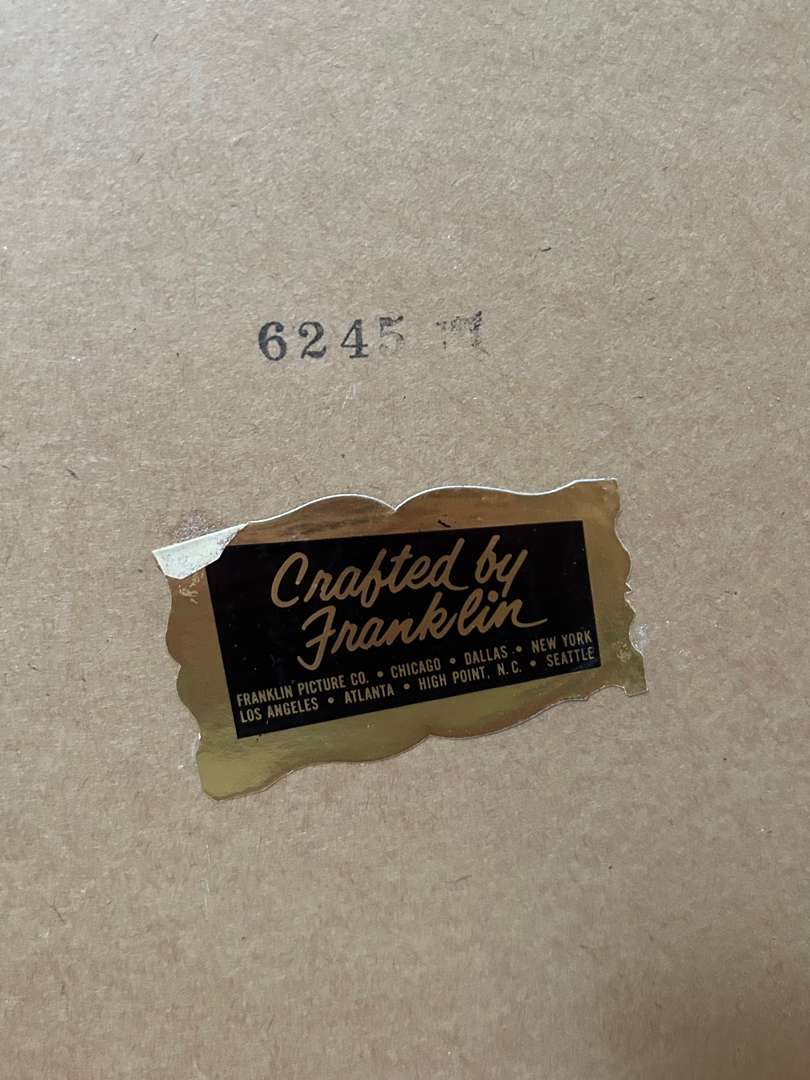 6245
Crafted by
Franklin
FRANKLIN PICTURE CO. • CHICAGO • DALLAS • NEW YORK
LOS ANGELES • ATLANTA • HIGH POINT, N. C. • SEATTLE